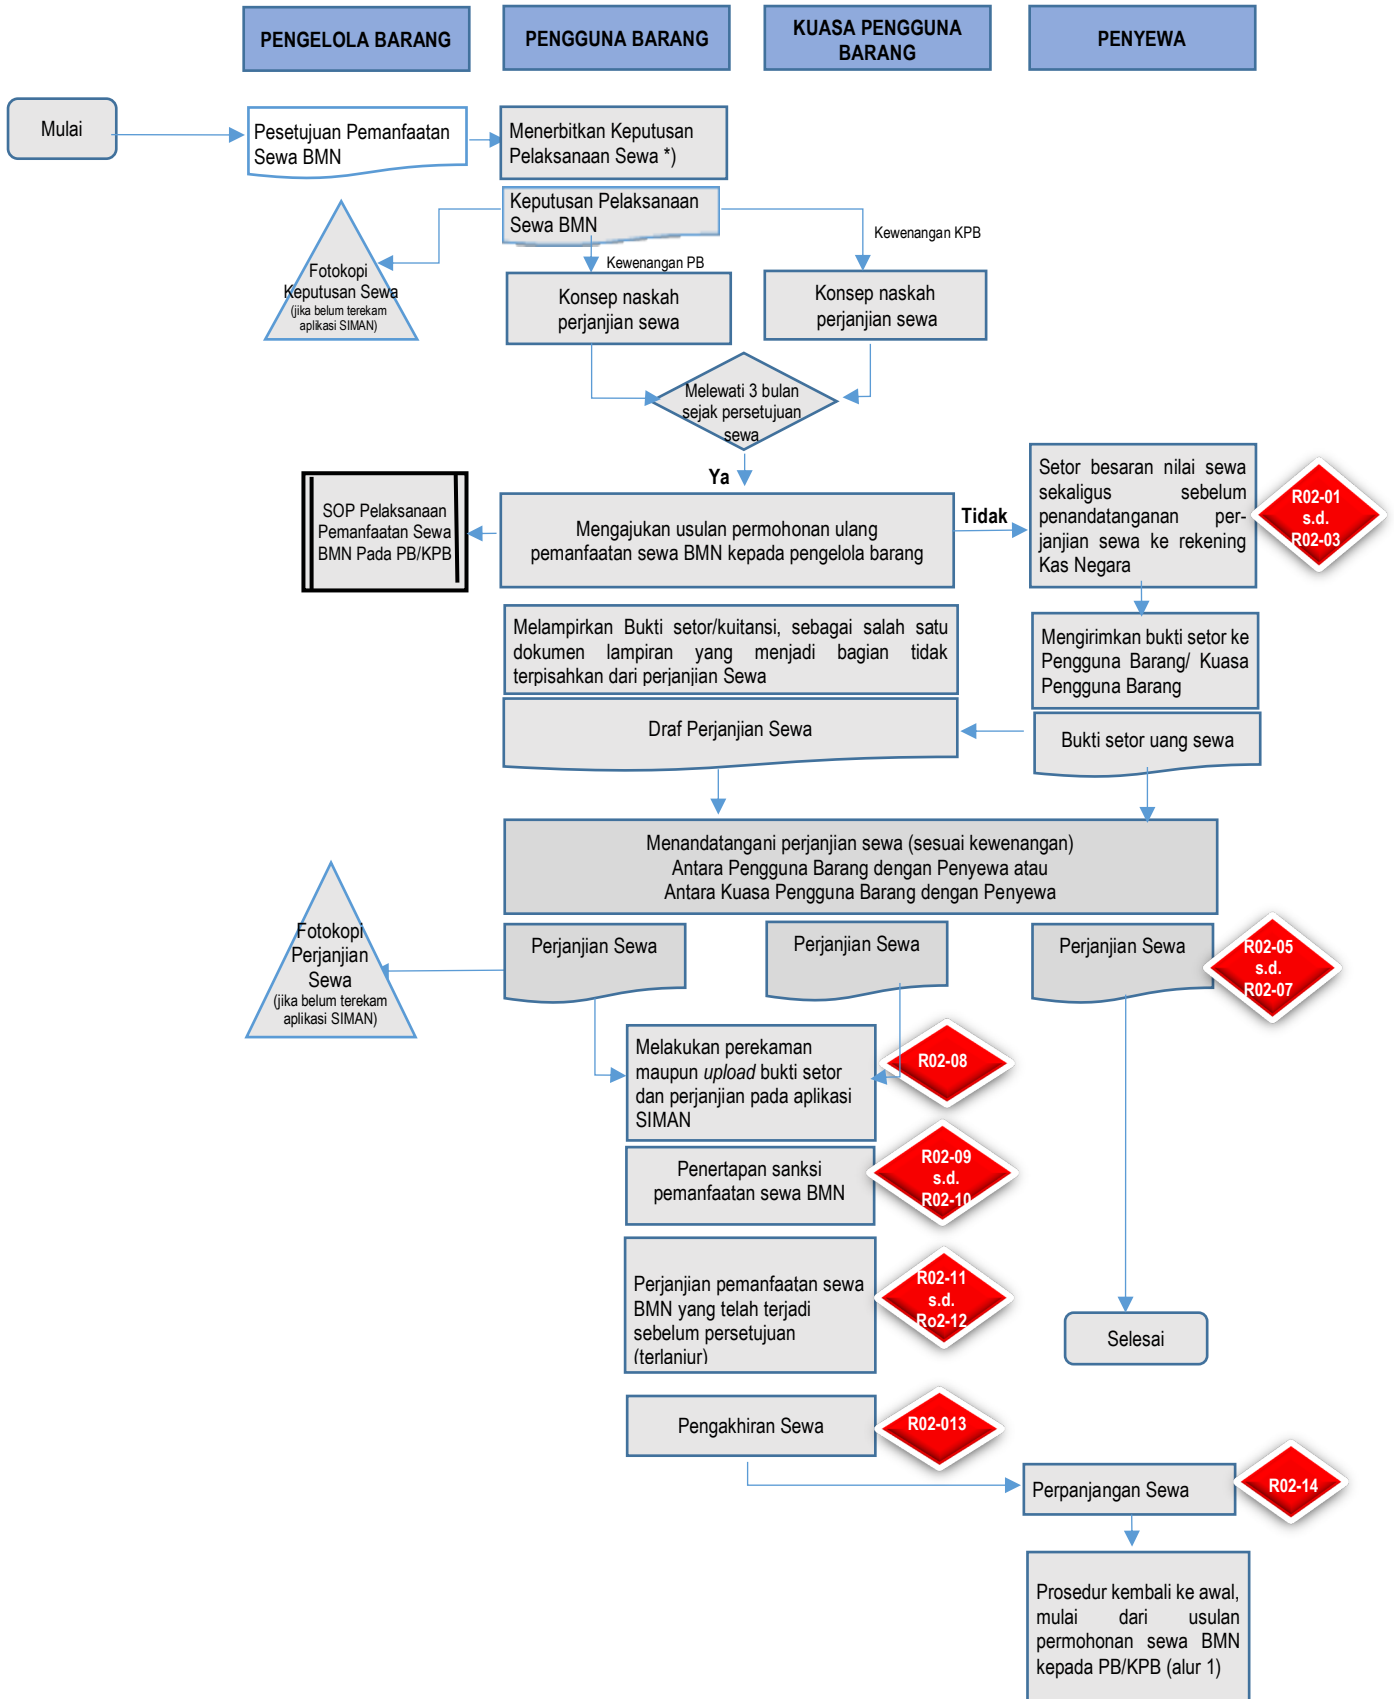 PENGELOLA BARANG
PENGGUNA BARANG
KUASA PENGGUNA
BARANG
PENYEWA
Mulai
Pesetujuan Pemanfaatan
Sewa BMN
Menerbitkan Keputusan
Pelaksanaan Sewa *)
Keputusan Pelaksanaan
Sewa BMN
Kewenangan KPB
Kewenangan PB
Fotokopi
Keputusan Sewa
(jika belum terekam
aplikasi SIMAN)
Konsep naskah
perjanjian sewa
Konsep naskah
perjanjian sewa
Melewati 3 bulan
sejak persetujuan
sewa
Ya
Tidak
SOP Pelaksanaan
Pemanfaatan Sewa
BMN Pada PB/KPB
Mengajukan usulan permohonan ulang
pemanfaatan sewa BMN kepada pengelola barang
Setor besaran nilai sewa
sekaligus sebelum
penandatanganan per-
janjian sewa ke rekening
Kas Negara
R02-01
s.d.
R02-03
Melampirkan Bukti setor/kuitansi, sebagai salah satu
dokumen lampiran yang menjadi bagian tidak
terpisahkan dari perjanjian Sewa
Mengirimkan bukti setor ke
Pengguna Barang/ Kuasa
Pengguna Barang
Draf Perjanjian Sewa
Bukti setor uang sewa
Menandatangani perjanjian sewa (sesuai kewenangan)
Antara Pengguna Barang dengan Penyewa atau
Antara Kuasa Pengguna Barang dengan Penyewa
Fotokopi
Perjanjian
Sewa
(jika belum terekam
aplikasi SIMAN)
Perjanjian Sewa
Perjanjian Sewa
Perjanjian Sewa
R02-05
s.d.
R02-07
Melakukan perekaman
maupun upload bukti setor
dan perjanjian pada aplikasi
SIMAN
R02-08
Penertapan sanksi
pemanfaatan sewa BMN
R02-09
s.d.
R02-10
Perjanjian pemanfaatan sewa
BMN yang telah terjadi
sebelum persetujuan
(terlanjur)
R02-11
s.d.
Ro2-12
Selesai
Pengakhiran Sewa
R02-013
Perpanjangan Sewa
R02-14
Prosedur kembali ke awal,
mulai dari usulan
permohonan sewa BMN
kepada PB/KPB (alur 1)